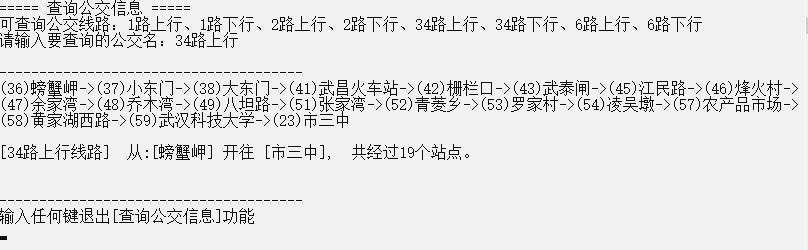 ===== 查询公交信息 =====
可查询公交线路：1路上行、1路下行、2路上行、2路下行、34路上行、34路下行、6路上行、6路下行
请输入要查询的公交名：34路上行
--------------------------------------
(36)螃蟹岬->(37)小东门->(38)大东门->(41)武昌火车站->(42)栅栏口->(43)武泰闸->(45)江民路->(46)烽火村->
(47)余家湾->(48)乔木湾->(49)八坦路->(51)张家湾->(52)青菱乡->(53)罗家村->(54)凌吴墩->(57)农产品市场->
(58)黄家湖西路->(59)武汉科技大学->(23)市三中
[34路上行线路]  从:[螃蟹岬] 开往 [市三中],  共经过19个站点。
--------------------------------------
输入任何键退出[查询公交信息]功能